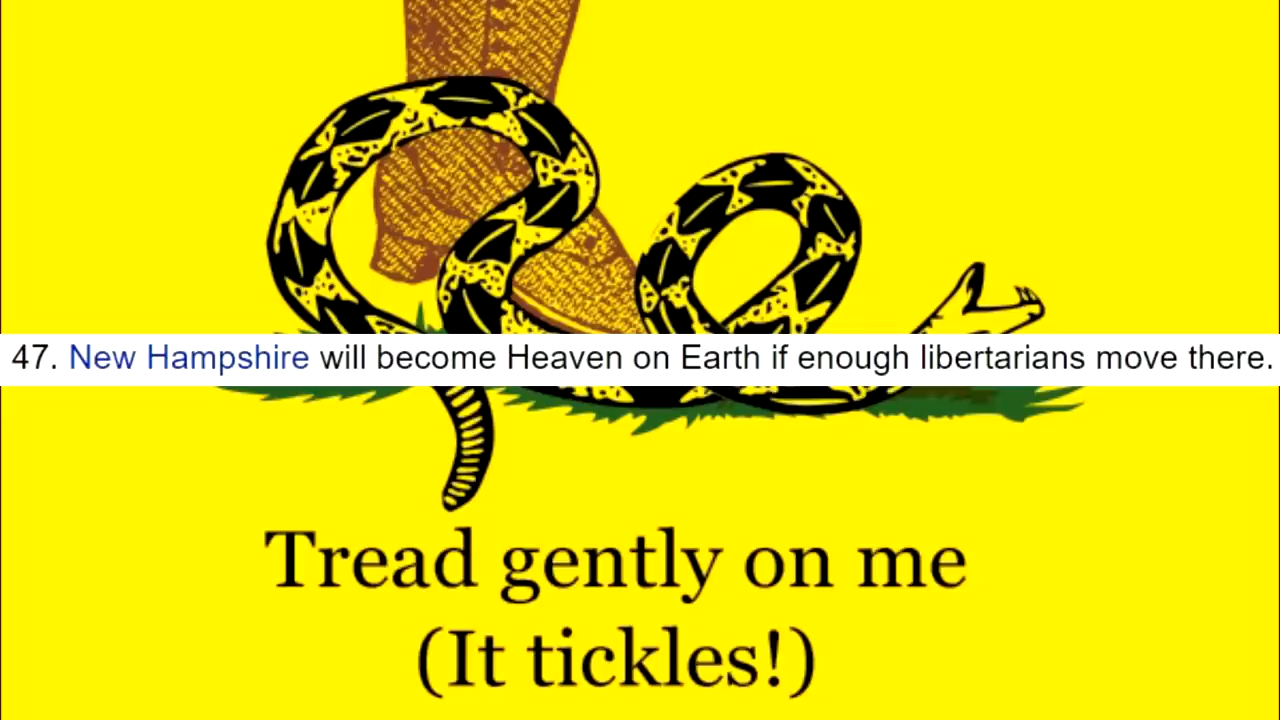 47. New Hampshire will become Heaven on Earth if enough libertarians move there.
Tread gently on me
(It tickles!)